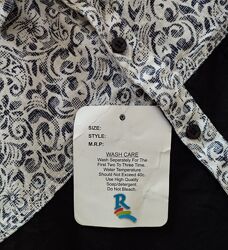 SIZE:
STYLE:
M.R.P:
WASH CARE
Wash Separately For The
First Two To Three Time.
Water Temperature
Should Not Exceed 40c.
Use High Quality
Soap/detergent.
Do Not Bleach.
R